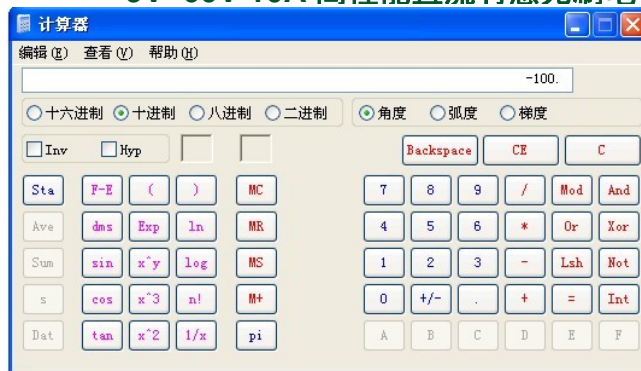 计算器
编辑(E) 查看(V) 帮助(H)
-100.
十六进制 十进制 八进制 二进制 角度 弧度 梯度
Inv Hyp Backspace CE C
Sta F-E ( ) MC 7 8 9 / Mod And
Ave dms Exp ln MR 4 5 6 * Or Xor
Sum sin x^y log MS 1 2 3 - Lsh Not
s cos x^3 n! M+ 0 +/- . + = Int
Dat tan x^2 1/x pi A B C D E F